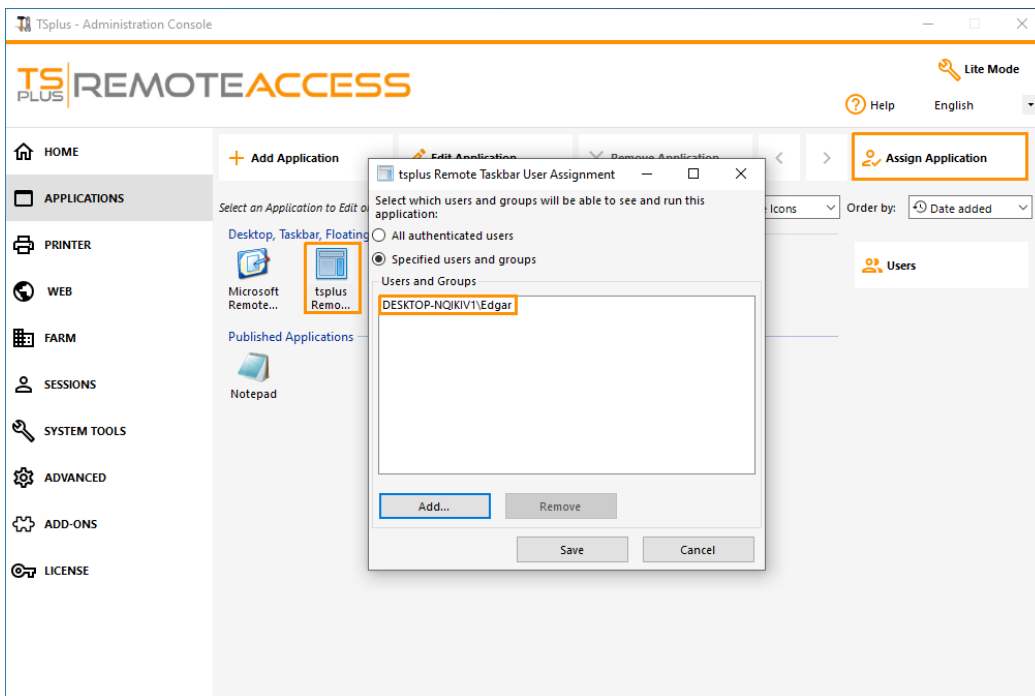 TSplus - Administration Console
TS PLUS REMOTEACCESS
Lite Mode
Help
English
HOME
APPLICATIONS
PRINTER
WEB
FARM
SESSIONS
SYSTEM TOOLS
ADVANCED
ADD-ONS
LICENSE
Add Application
Edit Application
Remove Application
Assign Application
Select an Application to Edit
Icons
Order by:
Date added
Users
Desktop, Taskbar, Floating
Microsoft
Remote...
tsplus
Remo...
Published Applications
Notepad
tsplus Remote Taskbar User Assignment
Select which users and groups will be able to see and run this
application:
All authenticated users
Specified users and groups
Users and Groups
DESKTOP-NQIKIV1\Edgar
Add...
Remove
Save
Cancel